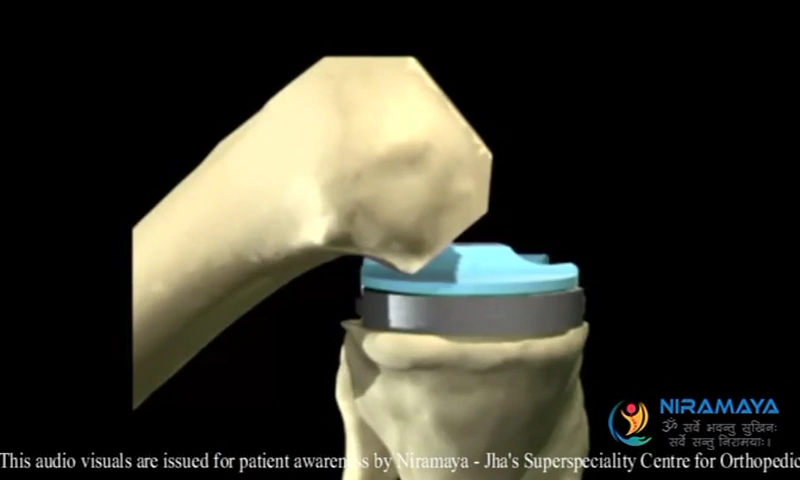 NIRAMAYA
ॐ सर्वे भवन्तु सुखिनः
सर्वे सन्तु निरामयाः।
This audio visuals are issued for patient awareness by Niramaya - Jha's Superspeciality Centre for Orthopedic